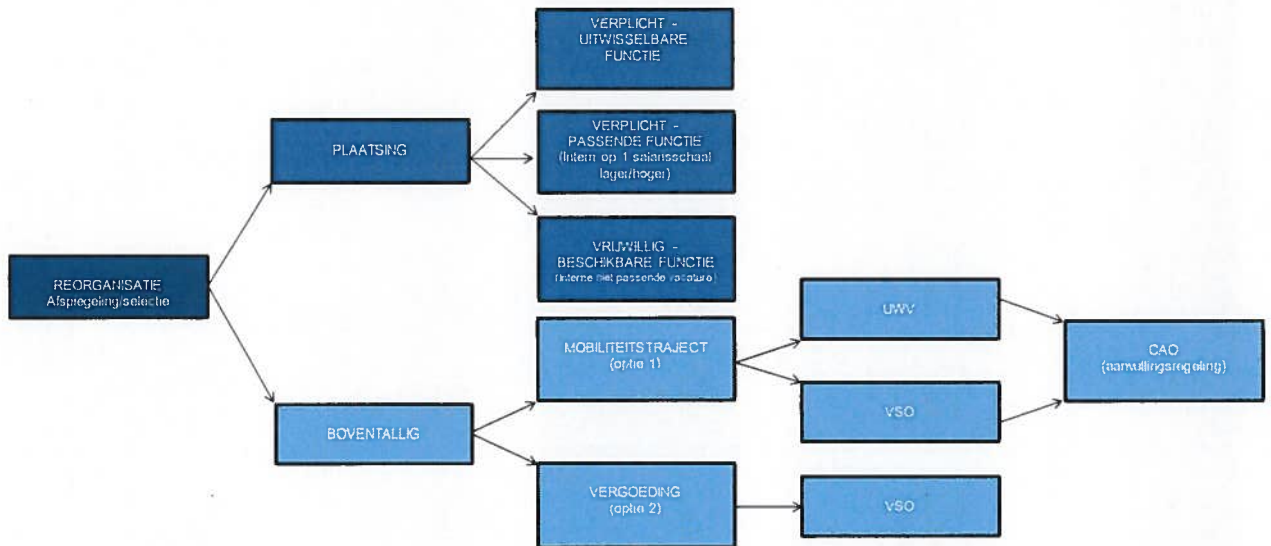 VERPLICHT -
UITWISSELBARE
FUNCTIE
PLAATSING
VERPLICHT -
PASSENDE FUNCTIE
(Intern op 1 salarisschaal
lager/hoger)
VRIJWILLIG -
BESCHIKBARE FUNCTIE
(Interne niet passende vacature)
REORGANISATIE
Afspiegeling/selectie
UWV
MOBILITEITSTRAJECT
(optie 1)
CAO
(aanvullingsregeling)
VSO
BOVENTALLIG
VERGOEDING
(optie 2)
VSO